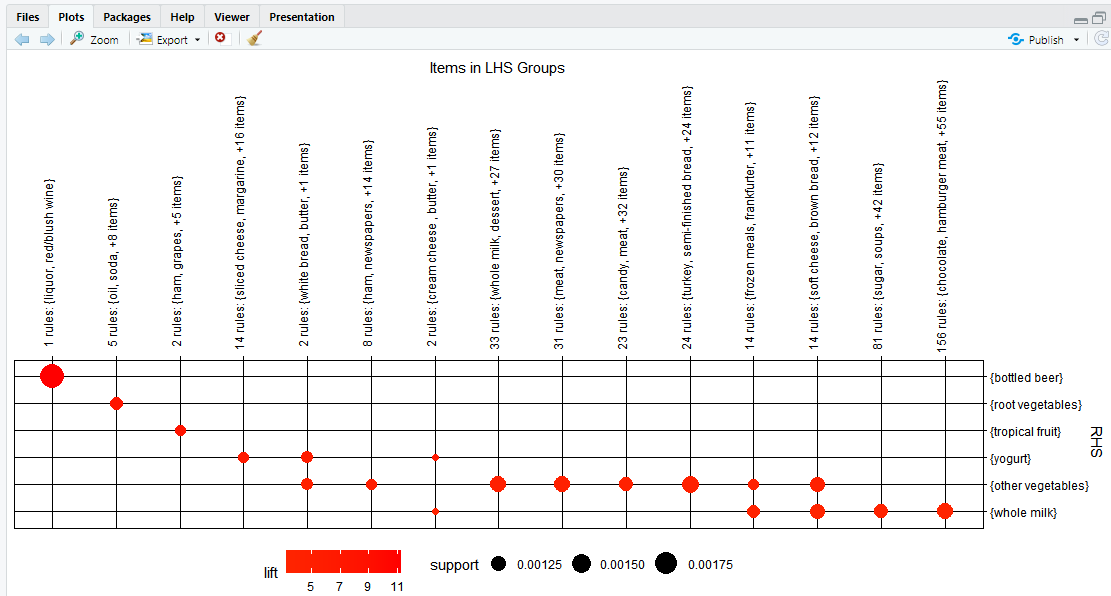 Files Plots Packages Help Viewer Presentation
Zoom Export Publish
Items in LHS Groups
1 rules: {liquor, red/blush wine}
5 rules: {oil, soda, +8 items}
2 rules: {ham, grapes, +5 items}
14 rules: {sliced cheese, margarine, +16 items}
2 rules: {white bread, butter, +1 items}
8 rules: {ham, newspapers, +14 items}
2 rules: {cream cheese , butter, +1 items}
33 rules: {whole milk, dessert, +27 items}
31 rules: {meat, newspapers, +30 items}
23 rules: {candy, meat, +32 items}
24 rules: {turkey, semi-finished bread, +24 items}
14 rules: {frozen meals, frankfurter, +11 items}
14 rules: {soft cheese, brown bread, +12 items}
81 rules: {sugar, soups, +42 items}
156 rules: {chocolate, hamburger meat, +55 items}
{bottled beer}
{root vegetables}
{tropical fruit}
{yogurt}
{other vegetables}
{whole milk}
RHS
lift
5 7 9 11
support 0.00125 0.00150 0.00175